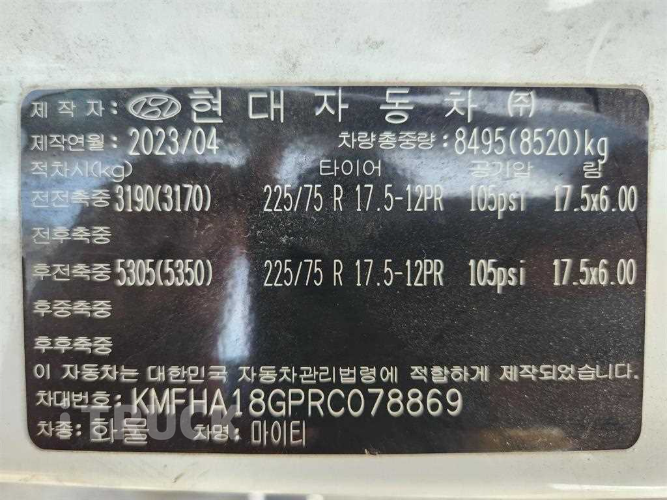 제작자: 현대자동차 ㈜
제작연월: 2023/04 차량총중량: 8495(8520)kg
적차시(kg) 타이어 공기압 림
전전축중 3190(3170) 225/75 R 17.5-12PR 105psi 17.5x6.00
전후축중
후전축중 5305(5350) 225/75 R 17.5-12PR 105psi 17.5x6.00
후중축중
후후축중
이 자동차는 대한민국 자동차관리법령에 적합하게 제작되었습니다.
차대번호: KMFHA18GPRC078869
TRUCK
차종: 화물 차명: 마이티